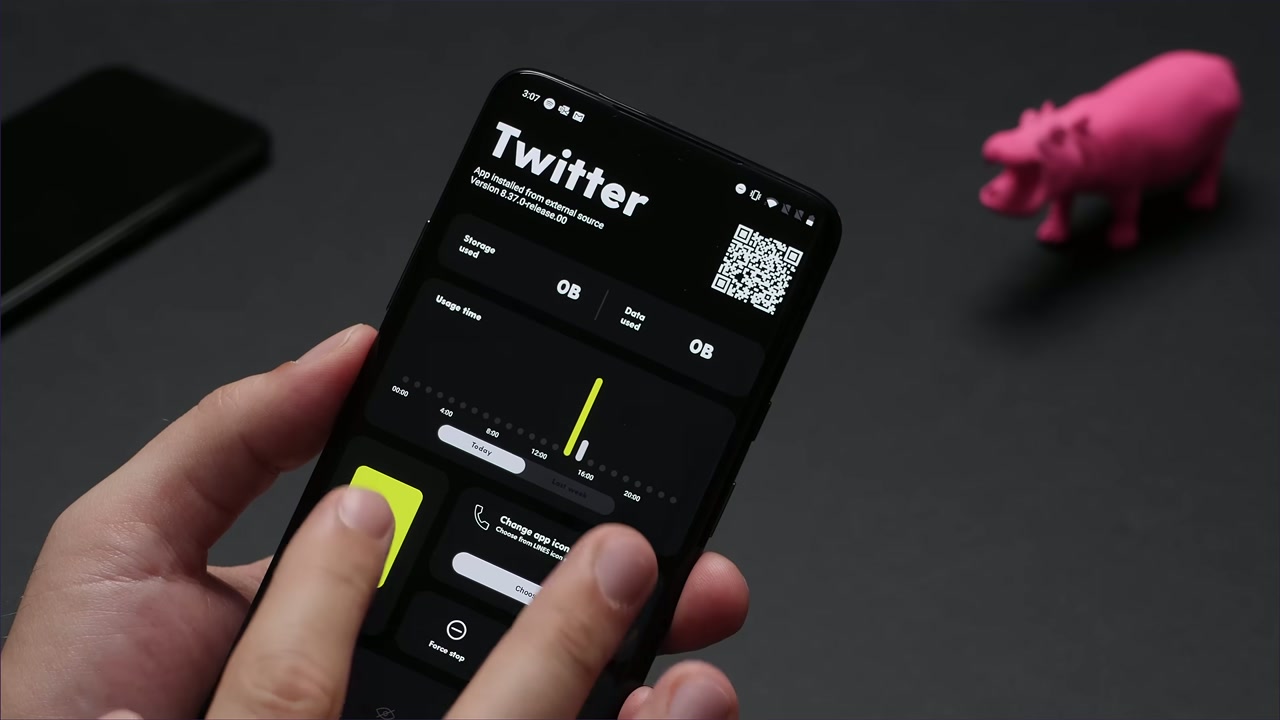 3:07
Twitter
App installed from external source
Version 8.37.0-release.00
Storage
used
0B
Data
used
0B
Usage time
00:00
4:00
8:00
12:00
16:00
20:00
Today
Last week
Change app icon
Choose from LINES icon
Force stop